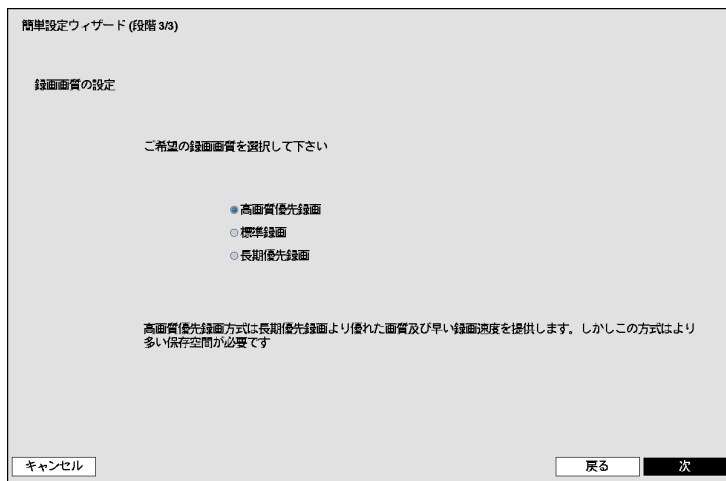 簡単設定ウィザード (段階 3/3)
録画画質の設定
ご希望の録画画質を選択して下さい
高画質優先録画
標準録画
長期優先録画
高画質優先録画方式は長期優先録画より優れた画質及び早い録画速度を提供します。しかしこの方式はより
多い保存空間が必要です
キャンセル
戻る
次